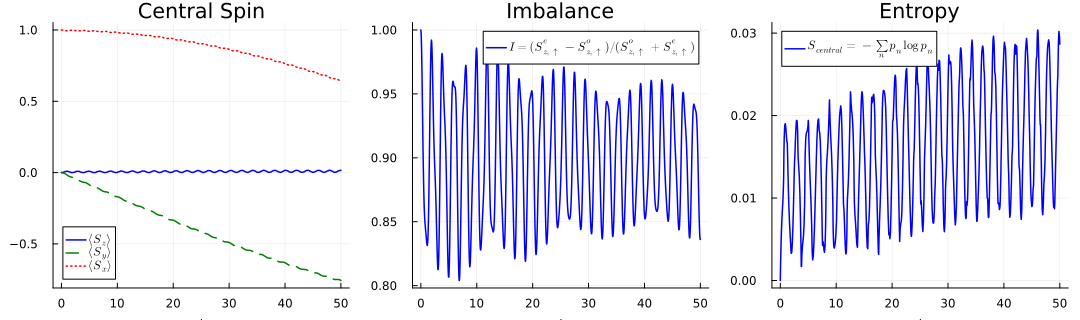 Central Spin
1.0
0.5
0.0
−0.5
0 10 20 30 40 50
⟨S_z⟩
⟨S_y⟩
⟨S_x⟩
Imbalance
1.00
0.95
0.90
0.85
0.80
0 10 20 30 40 50
I = (S^e_{z,↑} − S^o_{z,↑})/(S^o_{z,↑} + S^e_{z,↑})
Entropy
0.03
0.02
0.01
0.00
0 10 20 30 40 50
S_{central} = − ∑_n p_n log p_n